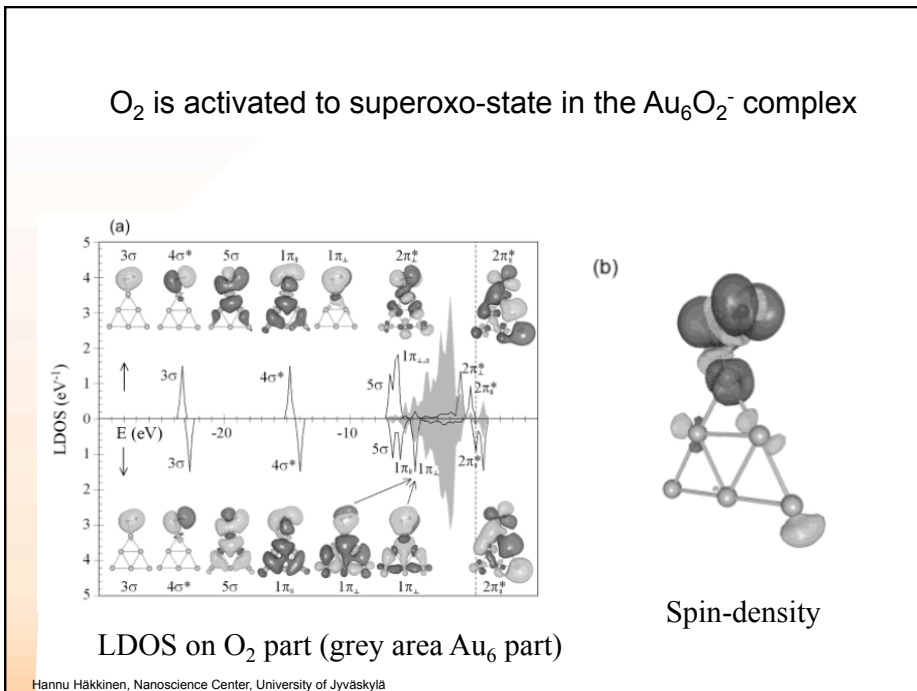 O₂ is activated to superoxo-state in the Au₆O₂⁻ complex
(a)
3σ 4σ* 5σ 1π∥ 1π⊥ 2π⊥* 2π∥*
5
4
3
2
1
0
1
2
3
4
5
LDOS (eV⁻¹)
3σ 4σ* 5σ 1π⊥,∥ 2π⊥* 2π∥*
E (eV) -20 -10
3σ 4σ* 5σ 1π∥ 1π⊥ 2π*
3σ 4σ* 5σ 1π∥ 1π⊥ 1π⊥ 2π∥*
(b)
Spin-density
LDOS on O₂ part (grey area Au₆ part)
Hannu Häkkinen, Nanoscience Center, University of Jyväskylä